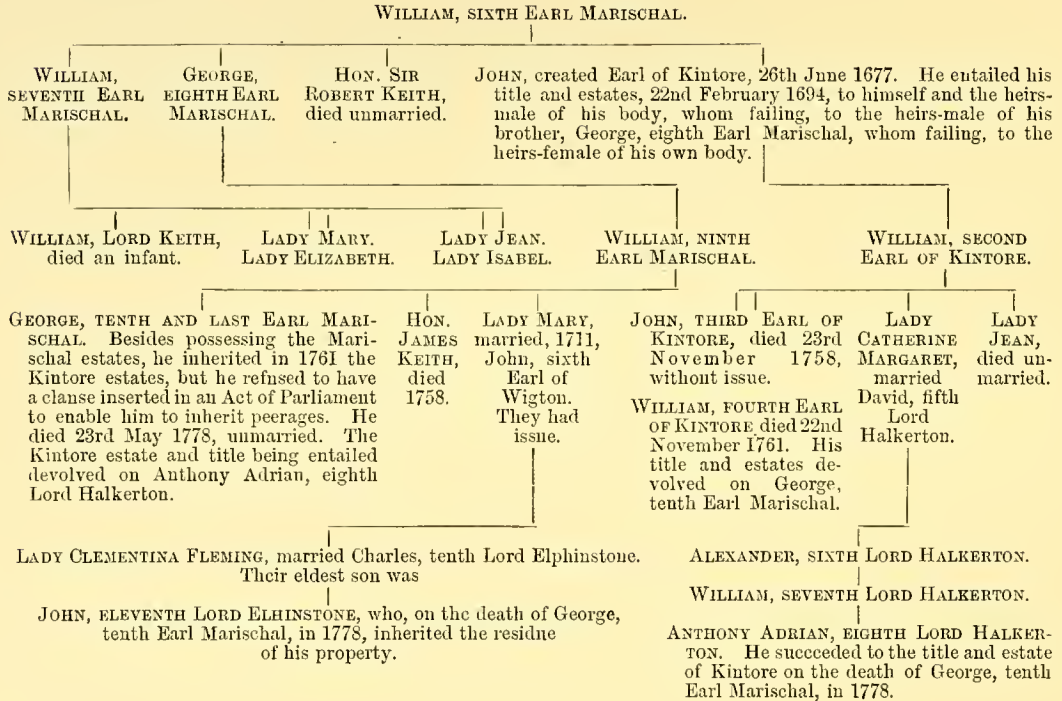 WILLIAM, SIXTH EARL MARISCHAL.
WILLIAM,
SEVENTH EARL
MARISCHAL.
GEORGE,
EIGHTH EARL
MARISCHAL.
HON. SIR
ROBERT KEITH,
died unmarried.
JOHN, created Earl of Kintore, 26th June 1677. He entailed his
title and estates, 22nd February 1694, to himself and the heirs-
male of his body, whom failing, to the heirs-male of his
brother, George, eighth Earl Marischal, whom failing, to the
heirs-female of his own body.
WILLIAM, LORD KEITH,
died an infant.
LADY MARY.
LADY ELIZABETH.
LADY JEAN.
LADY ISABEL.
WILLIAM, NINTH
EARL MARISCHAL.
WILLIAM, SECOND
EARL OF KINTORE.
GEORGE, TENTH AND LAST EARL MARI-
SCHAL. Besides possessing the Mari-
schal estates, he inherited in 1761 the
Kintore estates, but he refused to have
a clause inserted in an Act of Parliament
to enable him to inherit peerages. He
died 23rd May 1778, unmarried. The
Kintore estate and title being entailed
devolved on Anthony Adrian, eighth
Lord Halkerton.
HON.
JAMES
KEITH,
died
1758.
LADY MARY,
married, 1711,
John, sixth
Earl of
Wigton.
They had
issue.
JOHN, THIRD EARL OF
KINTORE, died 23rd
November 1758,
without issue.
WILLIAM, FOURTH EARL
OF KINTORE, died 22nd
November 1761. His
title and estates de-
volved on George,
tenth Earl Marischal.
LADY
CATHERINE
MARGARET,
married
David, fifth
Lord
Halkerton.
LADY
JEAN,
died un-
married.
LADY CLEMENTINA FLEMING, married Charles, tenth Lord Elphinstone.
Their eldest son was
JOHN, ELEVENTH LORD ELHINSTONE, who, on the death of George,
tenth Earl Marischal, in 1778, inherited the residue
of his property.
ALEXANDER, SIXTH LORD HALKERTON.
WILLIAM, SEVENTH LORD HALKERTON.
ANTHONY ADRIAN, EIGHTH LORD HALKER-
TON. He succeeded to the title and estate
of Kintore on the death of George, tenth
Earl Marischal, in 1778.